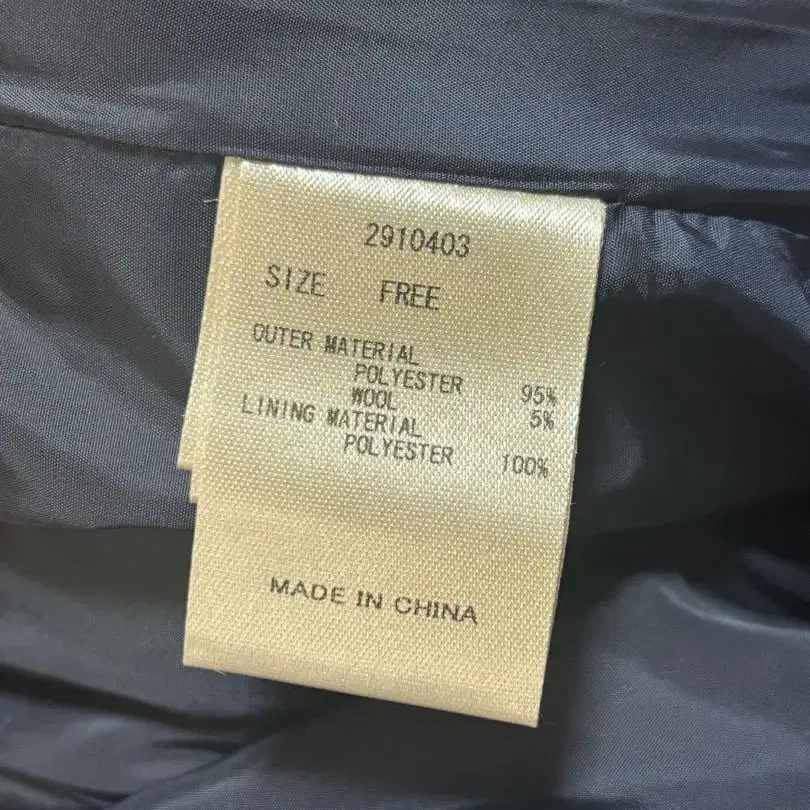 2910403
SIZE FREE
OUTER MATERIAL
POLYESTER 95%
WOOL 5%
LINING MATERIAL
POLYESTER 100%
MADE IN CHINA